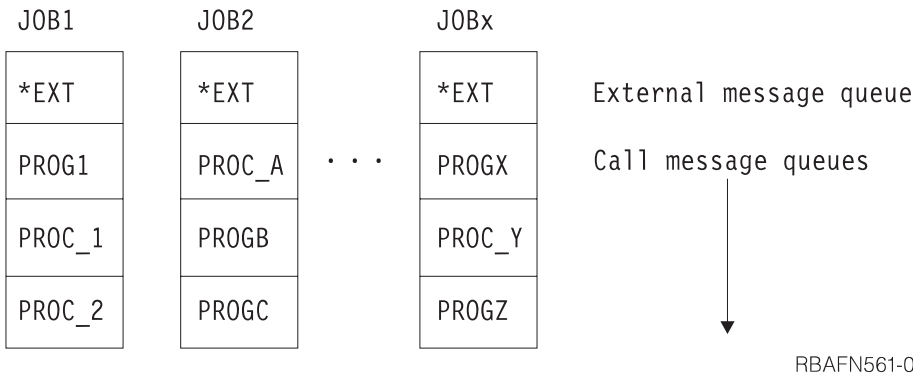 JOB1 JOB2 JOBx
*EXT *EXT *EXT External message queue
PROG1 PROC_A · · · PROGX Call message queues
PROC_1 PROGB PROC_Y
PROC_2 PROGC PROGZ
RBAFN561-0